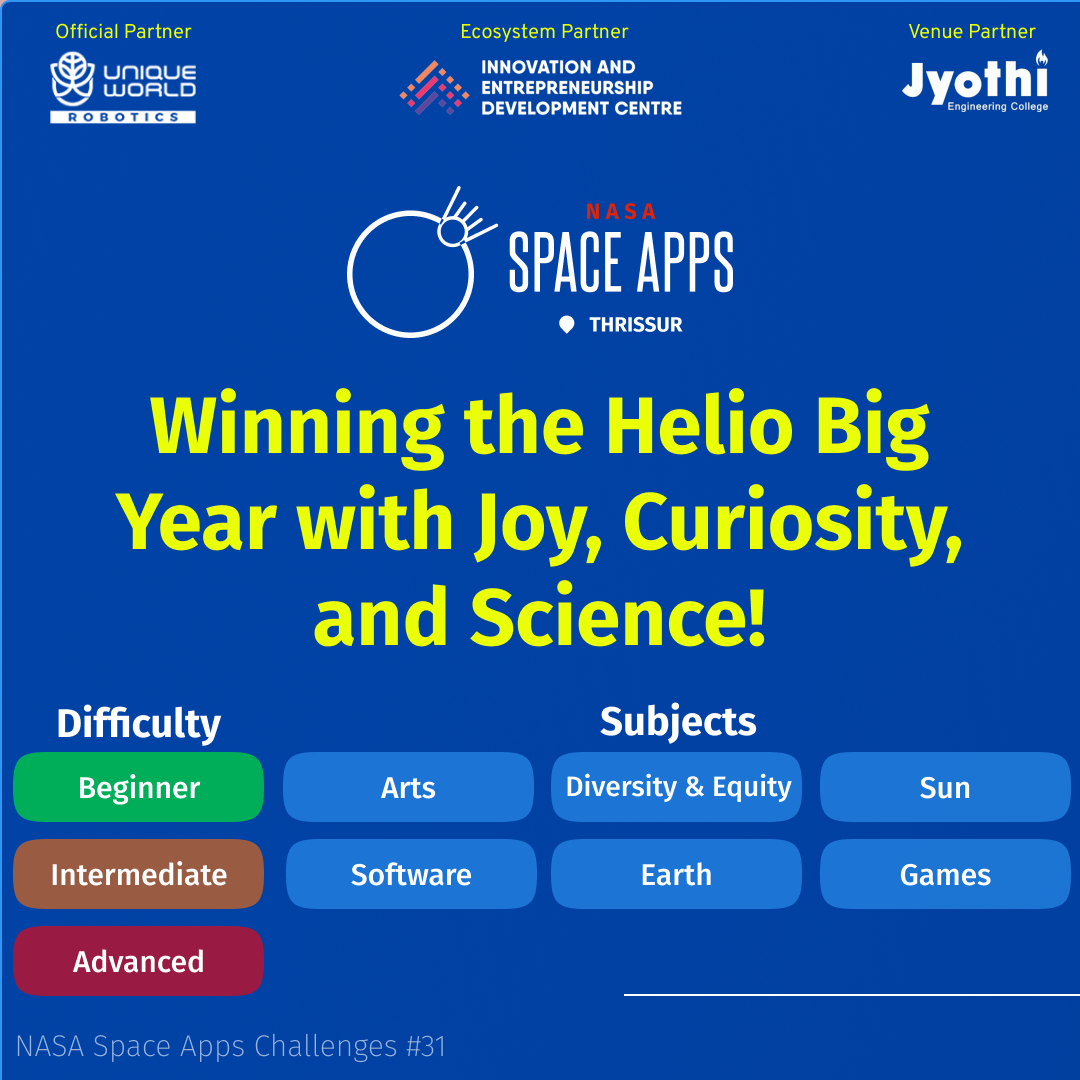 Official Partner
Ecosystem Partner
Venue Partner
UNIQUE
WORLD
ROBOTICS
INNOVATION AND
ENTREPRENEURSHIP
DEVELOPMENT CENTRE
Jyothi
Engineering College
NASA
SPACE APPS
THRISSUR
Winning the Helio Big
Year with Joy, Curiosity,
and Science!
Difficulty
Subjects
Beginner
Arts
Diversity & Equity
Sun
Intermediate
Software
Earth
Games
Advanced
NASA Space Apps Challenges #31